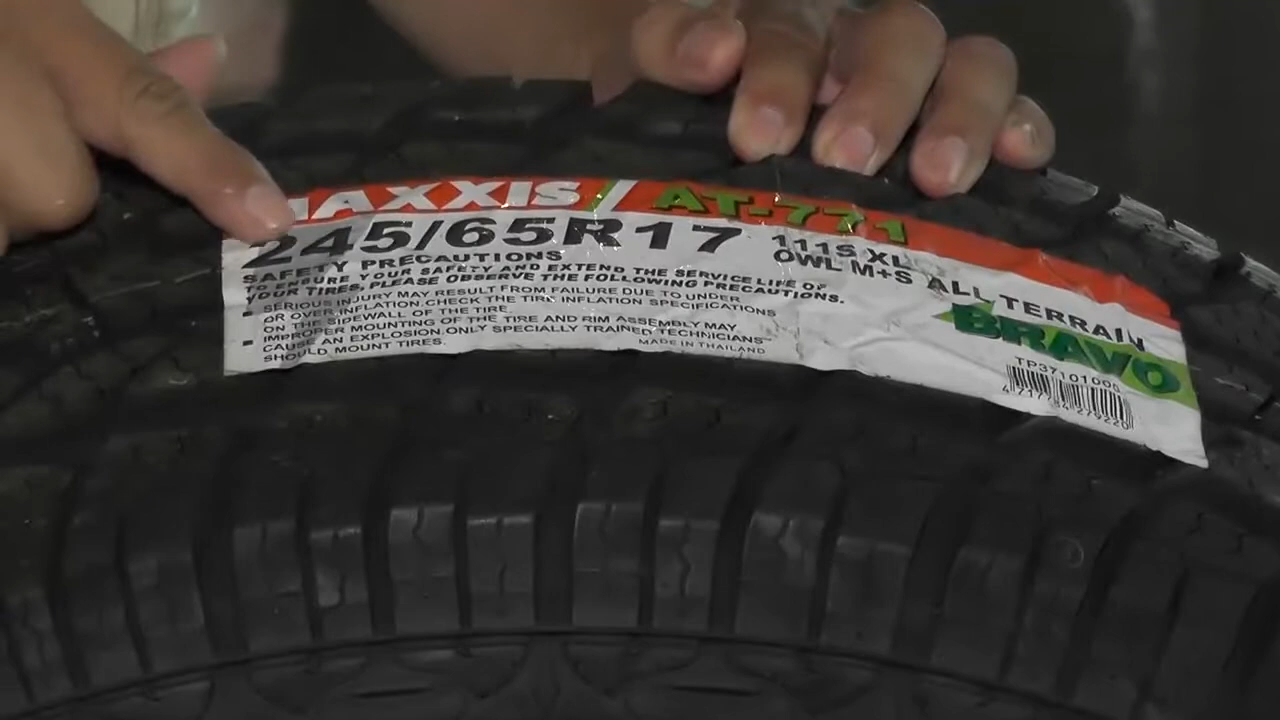 MAXXIS/ AT-771
245/65R17
111S XL
OWL M+S ALL TERRAIN
BRAVO
SAFETY PRECAUTIONS
TO ENSURE YOUR SAFETY AND EXTEND THE SERVICE LIFE OF
YOUR TIRES, PLEASE OBSERVE THE FOLLOWING PRECAUTIONS.
▪ SERIOUS INJURY MAY RESULT FROM FAILURE DUE TO UNDER
OR OVER INFLATION.CHECK THE TIRE INFLATION SPECIFICATIONS
ON THE SIDEWALL OF THE TIRE.
▪ IMPROPER MOUNTING OF THE TIRE AND RIM ASSEMBLY MAY
CAUSE AN EXPLOSION.ONLY SPECIALLY TRAINED TECHNICIANS
SHOULD MOUNT TIRES.
MADE IN THAILAND
TP37101005